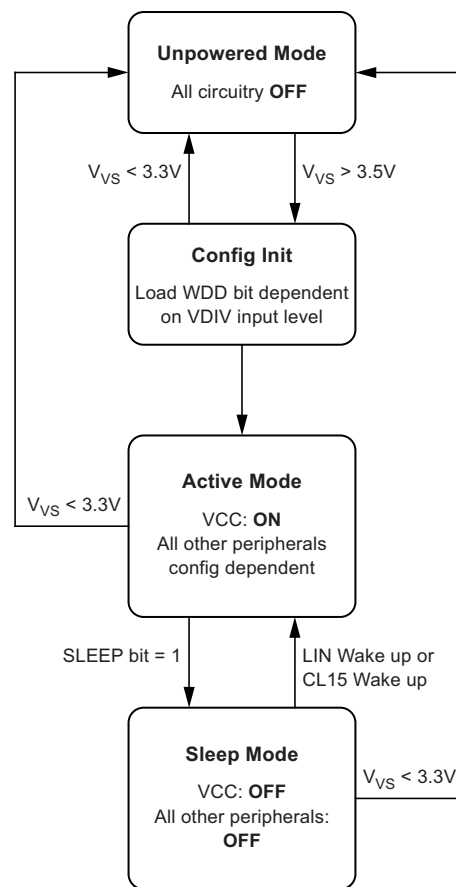 Unpowered Mode
All circuitry OFF
V_VS < 3.3V
V_VS > 3.5V
Config Init
Load WDD bit dependent
on VDIV input level
Active Mode
VCC: ON
All other peripherals
config dependent
V_VS < 3.3V
SLEEP bit = 1
LIN Wake up or
CL15 Wake up
Sleep Mode
VCC: OFF
All other peripherals:
OFF
V_VS < 3.3V